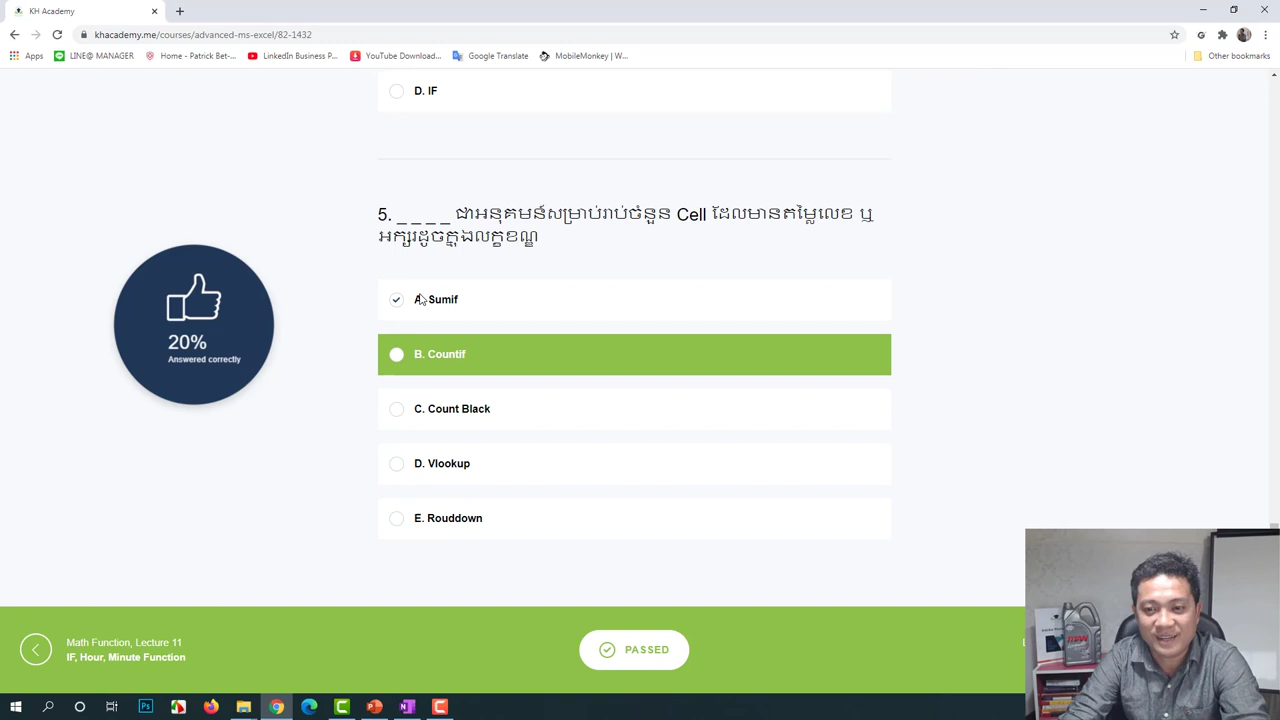 KH Academy
khacademy.me/courses/advanced-ms-excel/82-1432
Apps
LINE@ MANAGER
Home - Patrick Bet-...
LinkedIn Business P...
YouTube Download...
Google Translate
MobileMonkey | W...
Other bookmarks
D. IF
5. _ _ _ _ ជាអនុគមន៍សម្រាប់រាប់ចំនួន Cell ដែលមានតម្លៃលេខ ឬ
អក្សរដូចក្នុងលក្ខខណ្ឌ
A. Sumif
20%
Answered correctly
B. Countif
C. Count Black
D. Vlookup
E. Rouddown
Math Function, Lecture 11
IF, Hour, Minute Function
PASSED